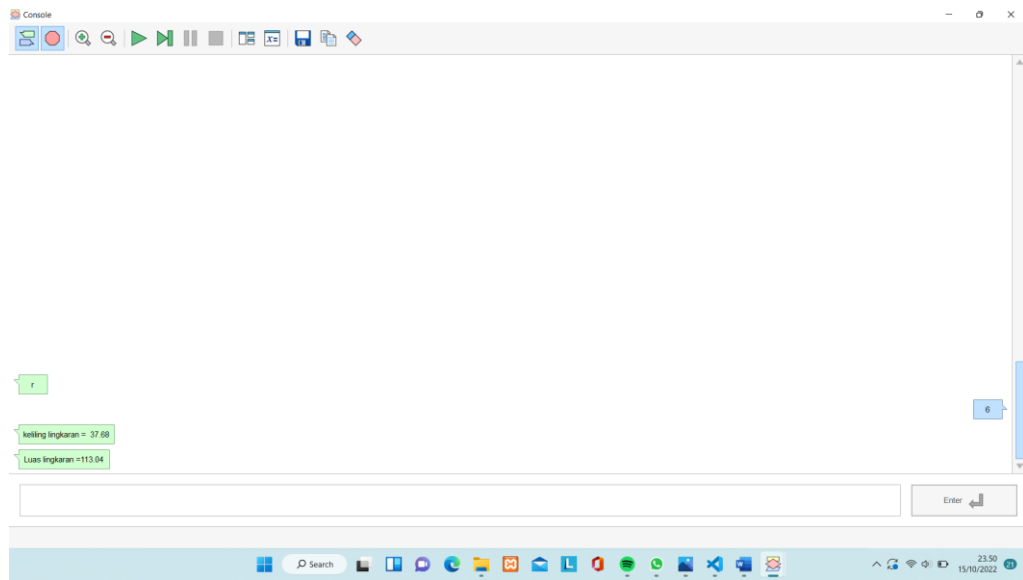 Console
x=
r
6
keliling lingkaran = 37.68
Luas lingkaran =113.04
Enter
Search
L
23.50
15/10/2022
21